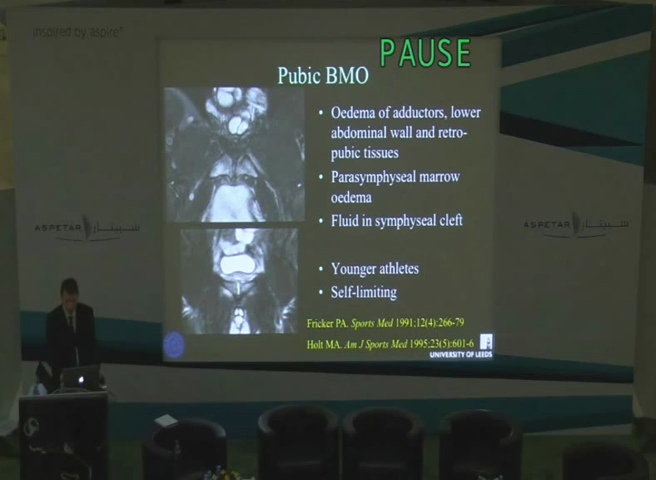 inspired by aspire
PAUSE
Pubic BMO
• Oedema of adductors, lower
abdominal wall and retro-
pubic tissues
• Parasymphyseal marrow
oedema
• Fluid in symphyseal cleft
• Younger athletes
• Self-limiting
Fricker PA. Sports Med 1991;12(4):266-79
Holt MA. Am J Sports Med 1995;23(5):601-6
UNIVERSITY OF LEEDS
ASPETAR سبيتار
ASPETAR سبيتار